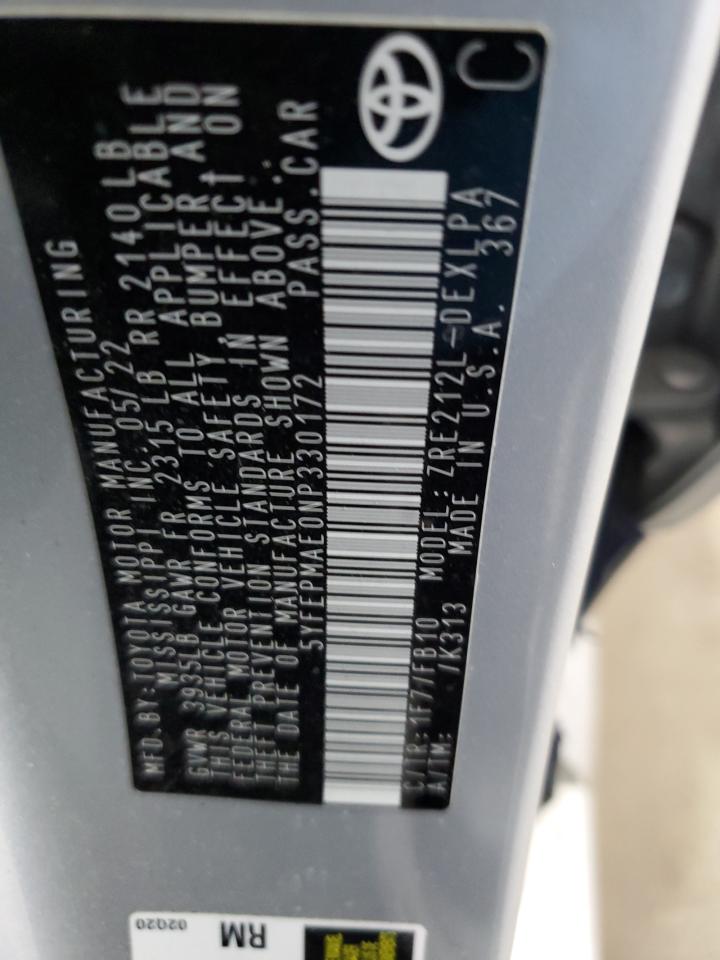 MFD.BY:TOYOTA MOTOR MANUFACTURING
MISSISSIPPI INC.05/22
GVWR 3935LB GAWR FR 2315 LB RR 2140LB
THIS VEHICLE CONFORMS TO ALL APPLICABLE
FEDERAL MOTOR VEHICLE SAFETY,BUMPER AND
THEFT PREVENTION STANDARDS IN EFFECT ON
THE DATE OF MANUFACTURE SHOWN ABOVE.
5YFEPMAE0NP330172 PASS.CAR
C/TR:1F7/FB10 MODEL:ZRE212L-DEXLPA
A/TM: /K313 MADE IN U.S.A. 367
C
02Q20
RM